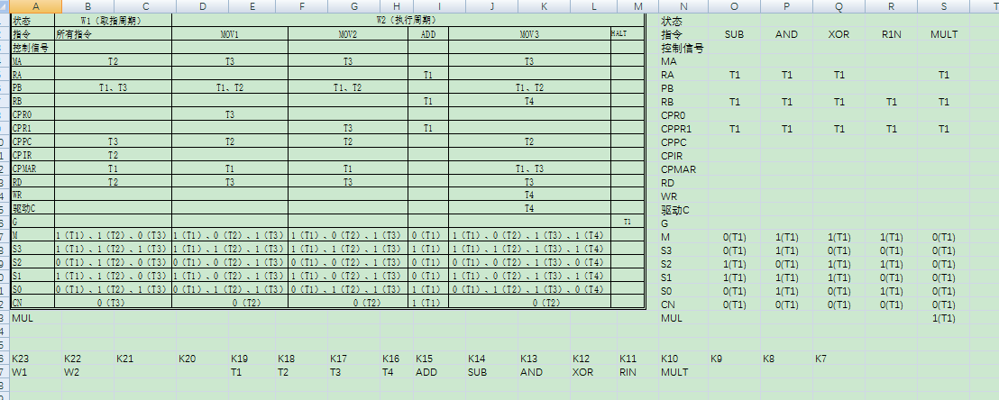 A B C D E F G H I J K L M N O P Q R S T
状态 W1（取指周期） W2（执行周期） 状态
指令 所有指令 MOV1 MOV2 ADD MOV3 HALT 指令 SUB AND XOR R1N MULT
控制信号 控制信号
MA T2 T3 T3 T3 MA
RA T1 RA T1 T1 T1 T1
PB T1、T3 T1、T2 T1、T2 T1、T2 PB
RB T1 T4 RB T1 T1 T1 T1 T1
CPR0 T3 CPR0
CPR1 T3 T1 CPPR1 T1 T1 T1 T1 T1
CPPC T3 T2 T2 T2 CPPC
CPIR T2 CPIR
CPMAR T1 T1 T1 T1、T3 CPMAR
RD T2 T3 T3 T3 RD
WR T4 WR
驱动C T4 驱动C
G T1 G
M 1（T1）、1（T2）、0（T3） 1（T1）、0（T2）、1（T3） 1（T1）、0（T2）、1（T3） 0（T1） 1（T1）、0（T2）、1（T3）、1（T4） M 0(T1) 1(T1) 1(T1) 1(T1) 0(T1)
S3 1（T1）、1（T2）、1（T3） 1（T1）、1（T2）、1（T3） 1（T1）、1（T2）、1（T3） 1（T1） 1（T1）、1（T2）、1（T3）、1（T4） S3 0(T1) 1(T1) 0(T1) 0(T1) 0(T1)
S2 0（T1）、0（T2）、0（T3） 0（T1）、0（T2）、0（T3） 0（T1）、0（T2）、0（T3） 0（T1） 0（T1）、0（T2）、0（T3）、0（T4） S2 1(T1) 0(T1) 1(T1) 1(T1) 0(T1)
S1 1（T1）、1（T2）、0（T3） 1（T1）、0（T2）、1（T3） 1（T1）、0（T2）、1（T3） 0（T1） 1（T1）、0（T2）、1（T3）、1（T4） S1 1(T1) 1(T1) 1(T1) 0(T1) 0(T1)
S0 0（T1）、1（T2）、1（T3） 0（T1）、1（T2）、1（T3） 0（T1）、1（T2）、1（T3） 1（T1） 0（T1）、1（T2）、1（T3）、0（T4） S0 0(T1) 1(T1) 0(T1) 1(T1) 0(T1)
CN 0（T3） 0（T2） 0（T2） 1（T1） 0（T2） CN 0(T1) 0(T1) 0(T1) 0(T1) 0(T1)
MUL MUL 1(T1)
K23 K22 K21 K20 K19 K18 K17 K16 K15 K14 K13 K12 K11 K10 K9 K8 K7
W1 W2 T1 T2 T3 T4 ADD SUB AND XOR RIN MULT